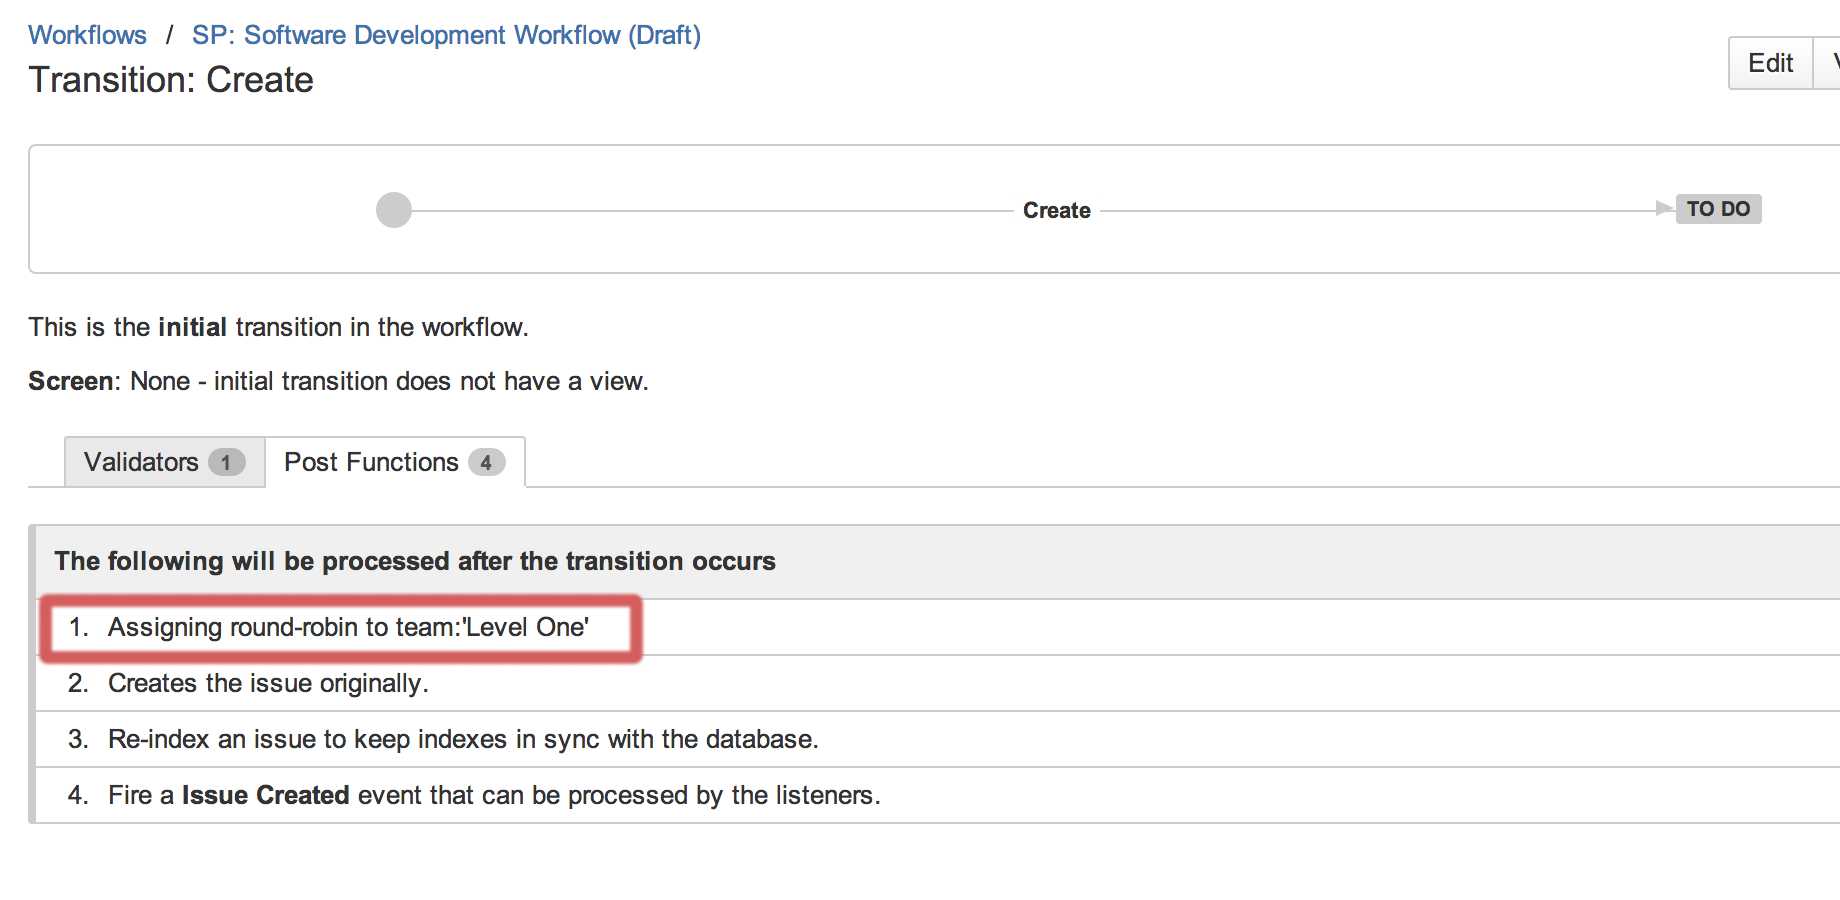 Workflows / SP: Software Development Workflow (Draft)
Transition: Create
Edit
Create
TO DO
This is the initial transition in the workflow.
Screen: None - initial transition does not have a view.
Validators 1 Post Functions 4
The following will be processed after the transition occurs
1. Assigning round-robin to team:'Level One'
2. Creates the issue originally.
3. Re-index an issue to keep indexes in sync with the database.
4. Fire a Issue Created event that can be processed by the listeners.